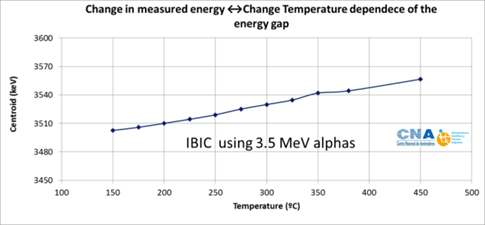 Change in measured energy ↔Change Temperature dependece of the
energy gap
3600
3570
3540
3510
3480
3450
Centroid (keV)
IBIC using 3.5 MeV alphas
CNA
Centro Nacional de Aceleradores
100
150
200
250
300
350
400
450
500
Temperature (ºC)